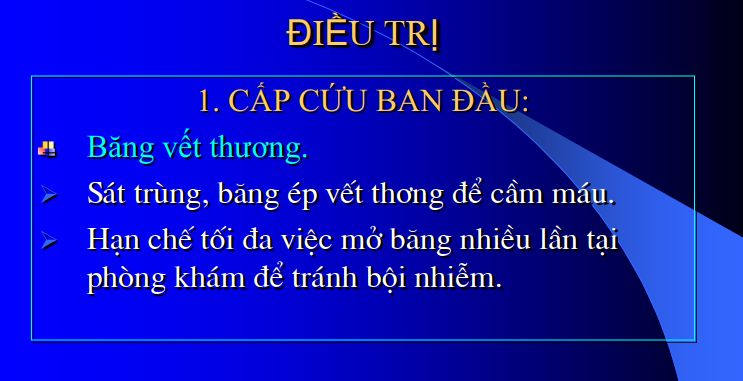 ĐIỀU TRỊ
1. CẤP CỨU BAN ĐẦU:
Băng vết thương.
Sát trùng, băng ép vết thơng để cầm máu.
Hạn chế tối đa việc mở băng nhiều lần tại
phòng khám để tránh bội nhiễm.